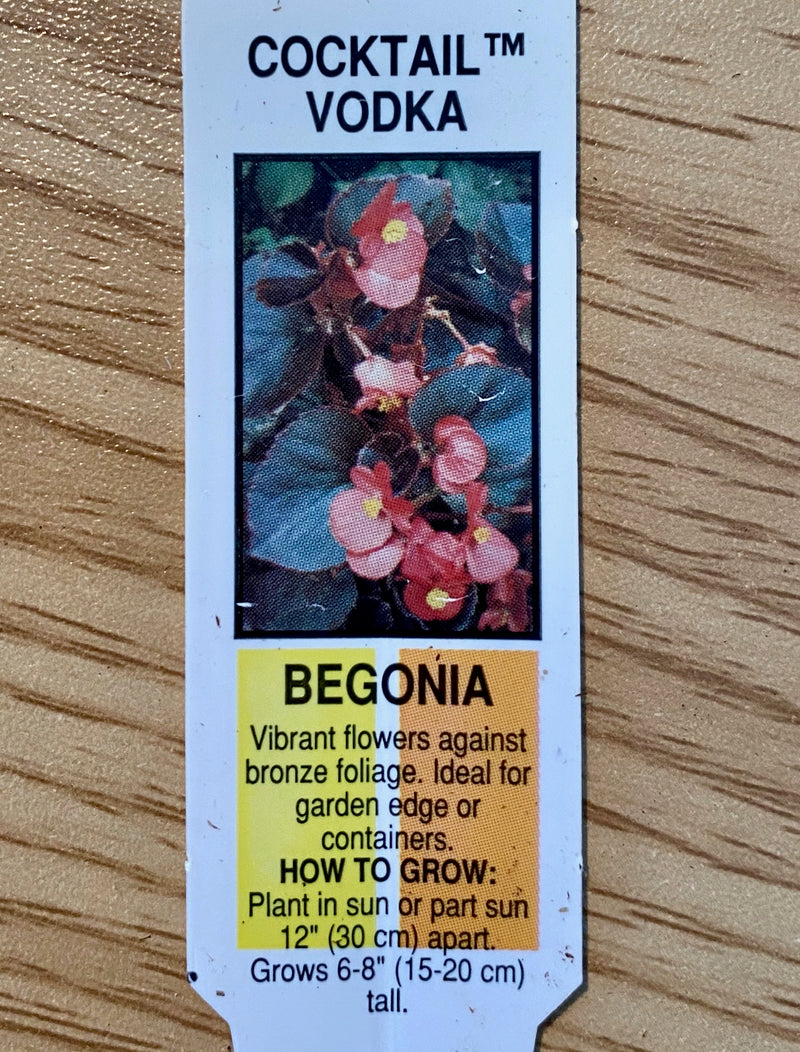 COCKTAIL™
VODKA
BEGONIA
Vibrant flowers against
bronze foliage. Ideal for
garden edge or
containers.
HOW TO GROW:
Plant in sun or part sun
12" (30 cm) apart.
Grows 6-8" (15-20 cm)
tall.